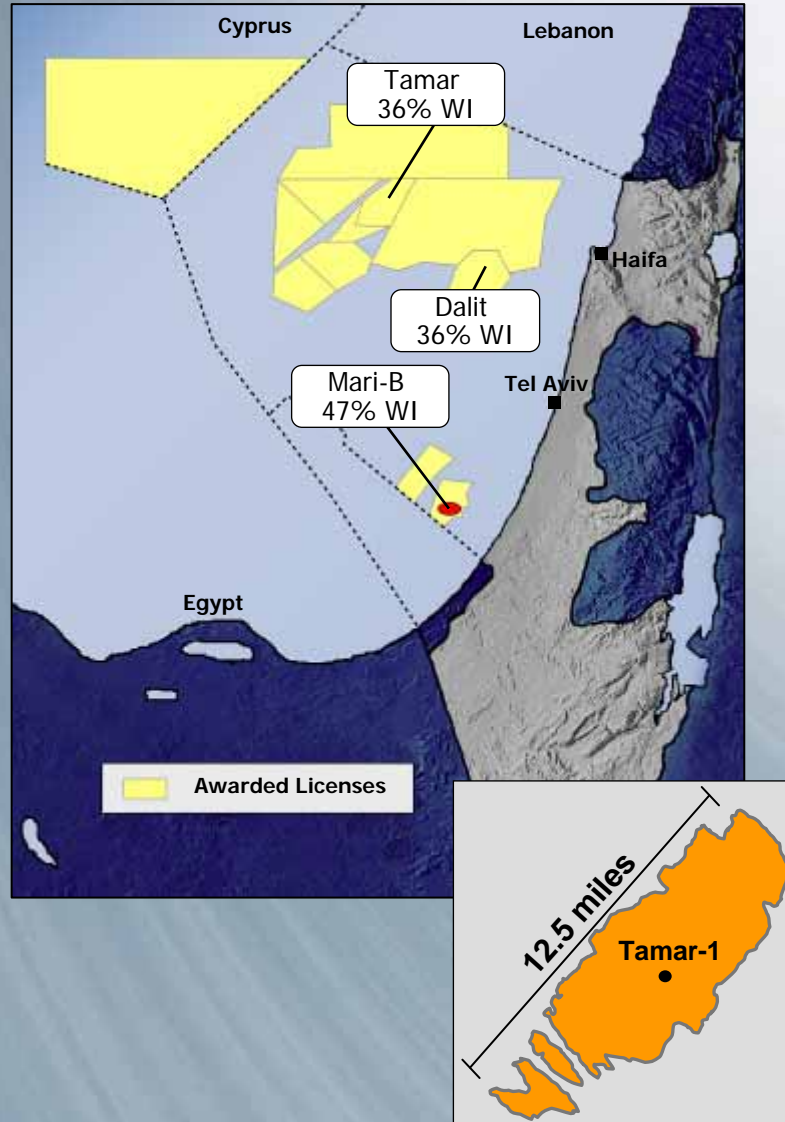 Cyprus
Lebanon
Tamar
36% WI
Haifa
Dalit
36% WI
Mari-B
47% WI
Tel Aviv
Egypt
Awarded Licenses
12.5 miles
Tamar-1